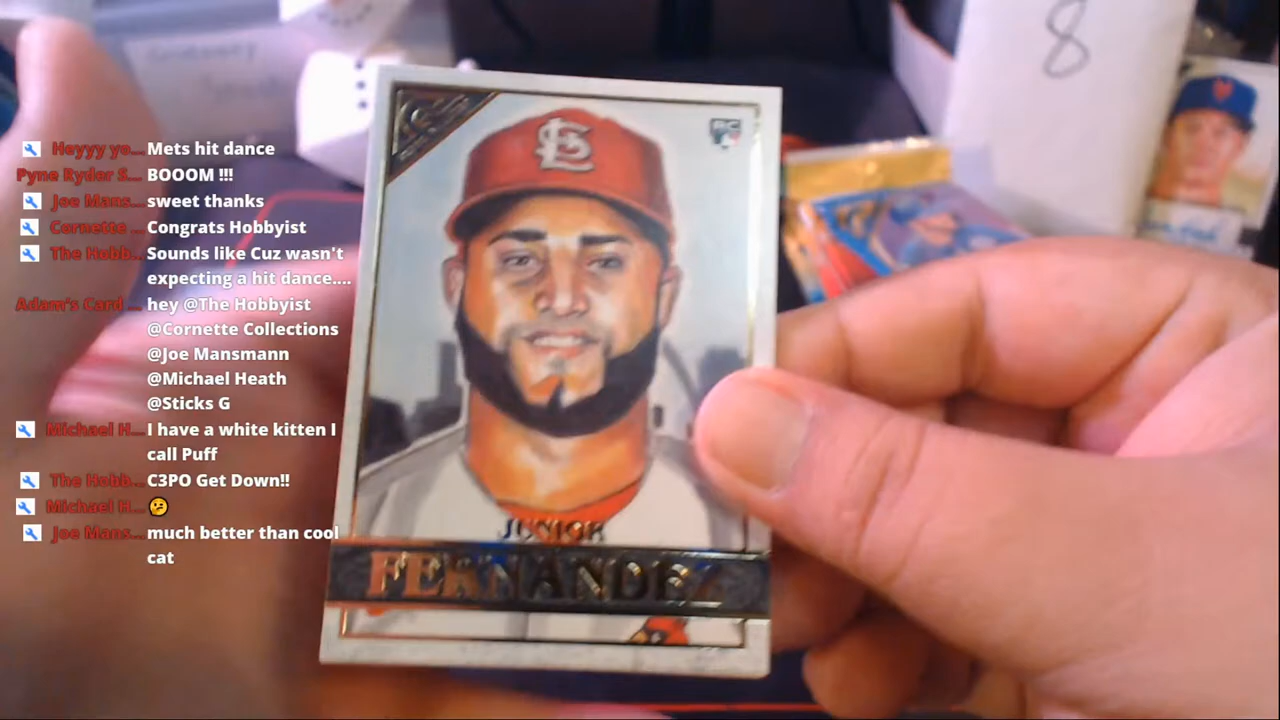 Heyyy yo... Mets hit dance
Pyne Ryder S... BOOOM !!!
Joe Mans... sweet thanks
Cornette ... Congrats Hobbyist
The Hobb... Sounds like Cuz wasn't
expecting a hit dance....
Adam's Card ... hey @The Hobbyist
@Cornette Collections
@Joe Mansmann
@Michael Heath
@Sticks G
Michael H... I have a white kitten I
call Puff
The Hobb... C3PO Get Down!!
Michael H... 🤔
Joe Mans... much better than cool
cat
8
RC
StL
JUNIOR
FERNANDEZ